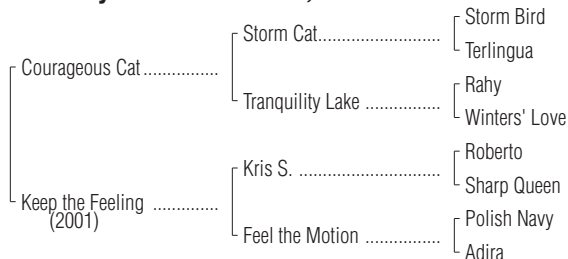 Storm Bird
Storm Cat..........................
Terlingua
Courageous Cat ................
Rahy
Tranquility Lake ................
Winters' Love
Roberto
Kris S. ..............................
Sharp Queen
Keep the Feeling ..............
(2001)
Polish Navy
Feel the Motion ................
Adira